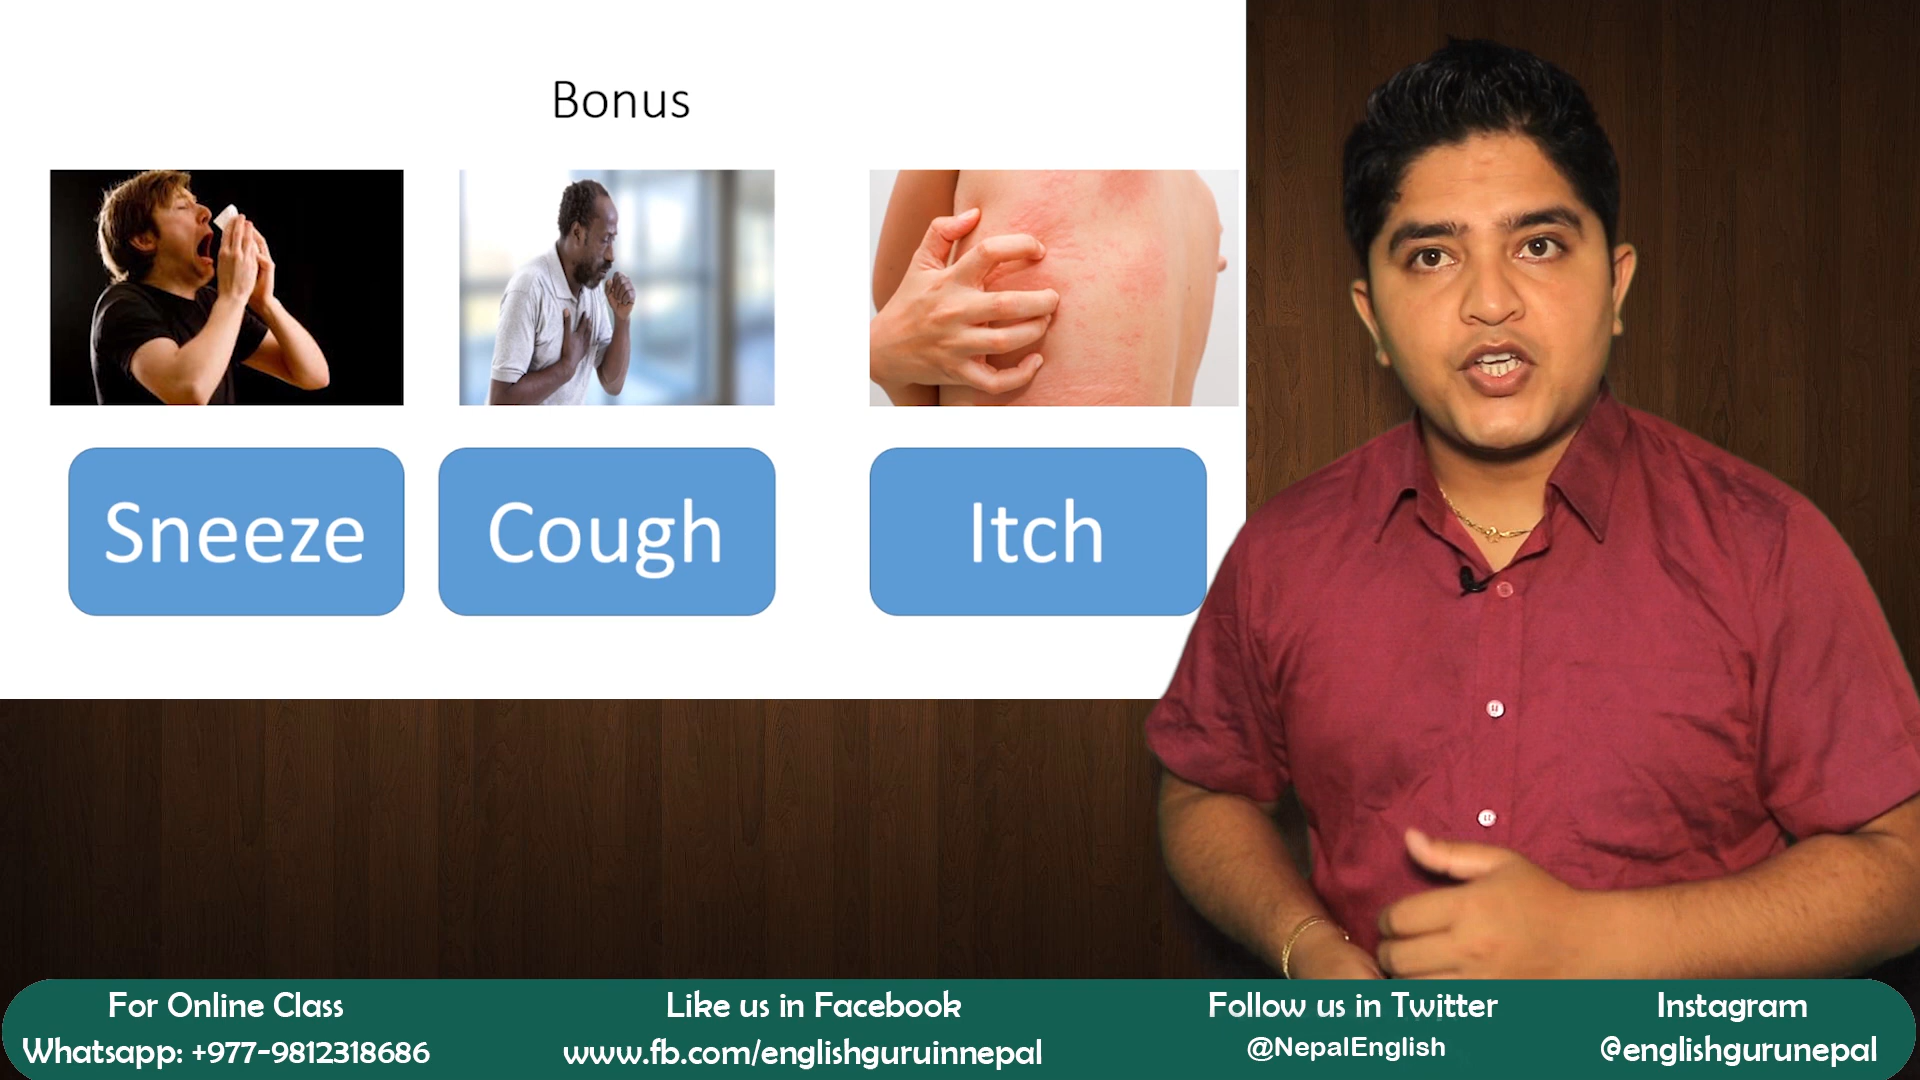 Bonus
Sneeze
Cough
Itch
For Online Class
Whatsapp: +977-9812318686
Like us in Facebook
www.fb.com/englishguruinnepal
Follow us in Twitter
@NepalEnglish
Instagram
@englishgurunepal